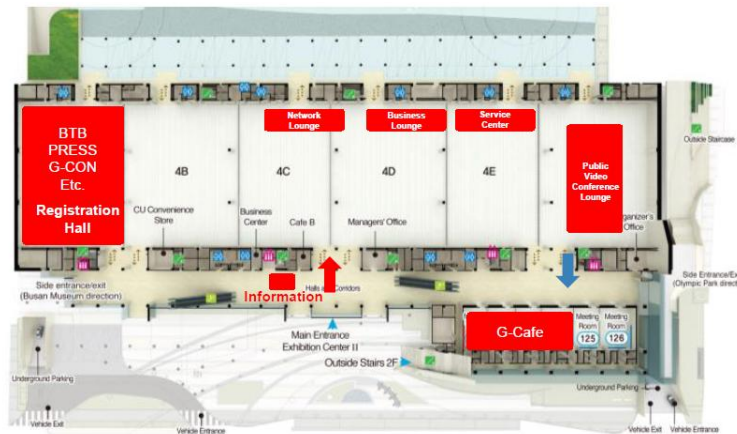 BTB
PRESS
G-CON
Etc.
Registration
Hall
Network
Lounge
Business
Lounge
Service
Center
Public
Video
Conference
Lounge
4B
4C
4D
4E
Outside Staircase
CU Convenience
Store
Business
Center
Cafe B
Managers' Office
ganizer's
Office
Side entrance/exit
(Busan Museum direction)
Information
Halls
Corridors
Side Entrance/Ex
(Olympic Park direct
Main Entrance
Exhibition Center II
G-Cafe
Meeting
Room
125
Meeting
Room
126
Outside Stairs 2F
Underground Parking
Underground Parking
Vehicle Exit
Vehicle Entrance
Vehicle Exit
Vehicle Entrance